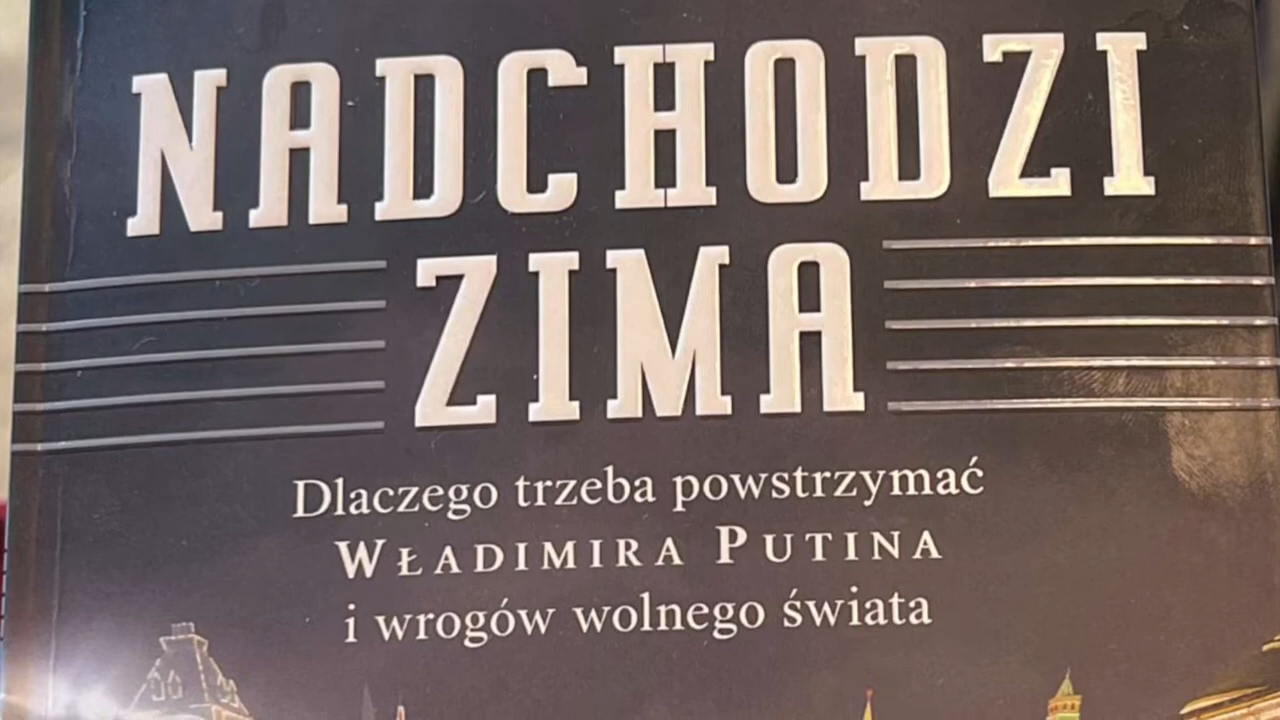 NADCHODZI
ZIMA
Dlaczego trzeba powstrzymać
WŁADIMIRA PUTINA
i wrogów wolnego świata